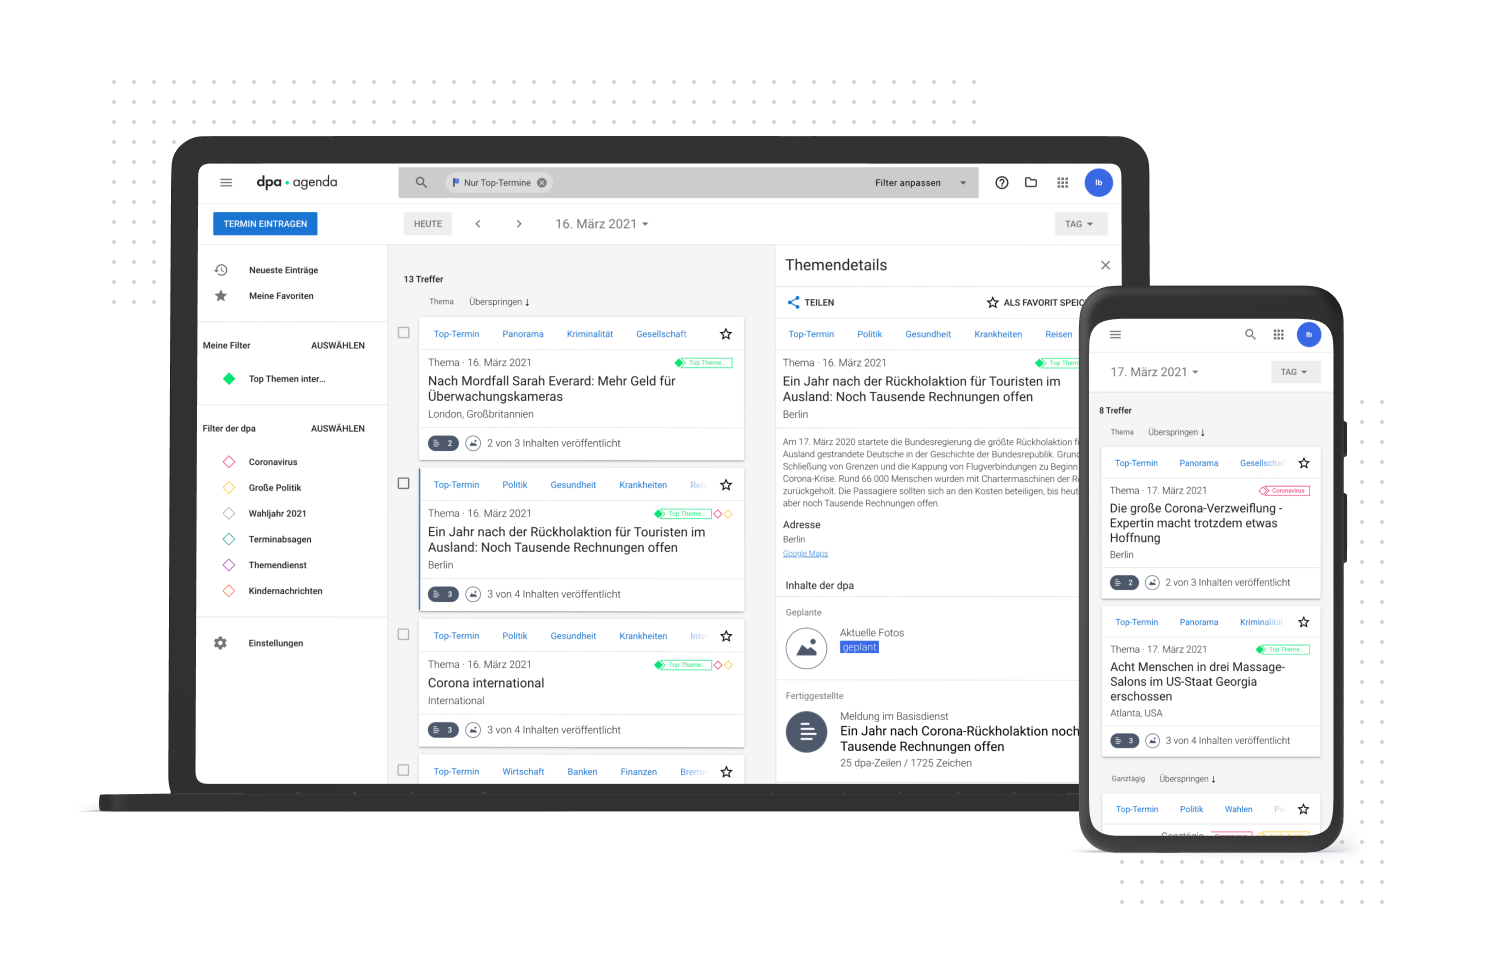 dpa • agenda
Nur Top-Termine
Filter anpassen
lb
TERMIN EINTRAGEN
HEUTE
16. März 2021
TAG
Neueste Einträge
Meine Favoriten
Meine Filter AUSWÄHLEN
Top Themen inter...
Filter der dpa AUSWÄHLEN
Coronavirus
Große Politik
Wahljahr 2021
Terminabsagen
Themendienst
Kindernachrichten
Einstellungen
13 Treffer
Thema Überspringen ↓
Top-Termin Panorama Kriminalität Gesellschaft
Thema · 16. März 2021 Top Theme...
Nach Mordfall Sarah Everard: Mehr Geld für
Überwachungskameras
London, Großbritannien
2 2 von 3 Inhalten veröffentlicht
Top-Termin Politik Gesundheit Krankheiten
Thema · 16. März 2021 Top Theme...
Ein Jahr nach der Rückholaktion für Touristen im
Ausland: Noch Tausende Rechnungen offen
Berlin
3 3 von 4 Inhalten veröffentlicht
Top-Termin Politik Gesundheit Krankheiten
Thema · 16. März 2021 Top Theme...
Corona international
International
3 3 von 4 Inhalten veröffentlicht
Top-Termin Wirtschaft Banken Finanzen Breme
Themendetails
TEILEN ALS FAVORIT SPEIC
Top-Termin Politik Gesundheit Krankheiten Reisen
Thema · 16. März 2021 Top Them
Ein Jahr nach der Rückholaktion für Touristen im
Ausland: Noch Tausende Rechnungen offen
Berlin
Am 17. März 2020 startete die Bundesregierung die größte Rückholaktion f
Ausland gestrandete Deutsche in der Geschichte der Bundesrepublik. Grund
Schließung von Grenzen und die Kappung von Flugverbindungen zu Beginn
Corona-Krise. Rund 66 000 Menschen wurden mit Chartermaschinen der R
zurückgeholt. Die Passagiere sollten sich an den Kosten beteiligen, bis heut
aber noch Tausende Rechnungen offen.
Adresse
Berlin
Google Maps
Inhalte der dpa
Geplante
Aktuelle Fotos
geplant
Fertiggestellte
Meldung im Basisdienst
Ein Jahr nach Corona-Rückholaktion noch
Tausende Rechnungen offen
25 dpa-Zeilen / 1725 Zeichen
lb
17. März 2021
TAG
8 Treffer
Thema Überspringen ↓
Top-Termin Panorama Gesellscha
Thema · 17. März 2021 Coronavirus
Die große Corona-Verzweiflung -
Expertin macht trotzdem etwas
Hoffnung
Berlin
2 2 von 3 Inhalten veröffentlicht
Top-Termin Panorama Kriminalität
Thema · 17. März 2021 Top Theme...
Acht Menschen in drei Massage-
Salons im US-Staat Georgia
erschossen
Atlanta, USA
3 3 von 4 Inhalten veröffentlicht
Ganztägig Überspringen ↓
Top-Termin Politik Wahlen